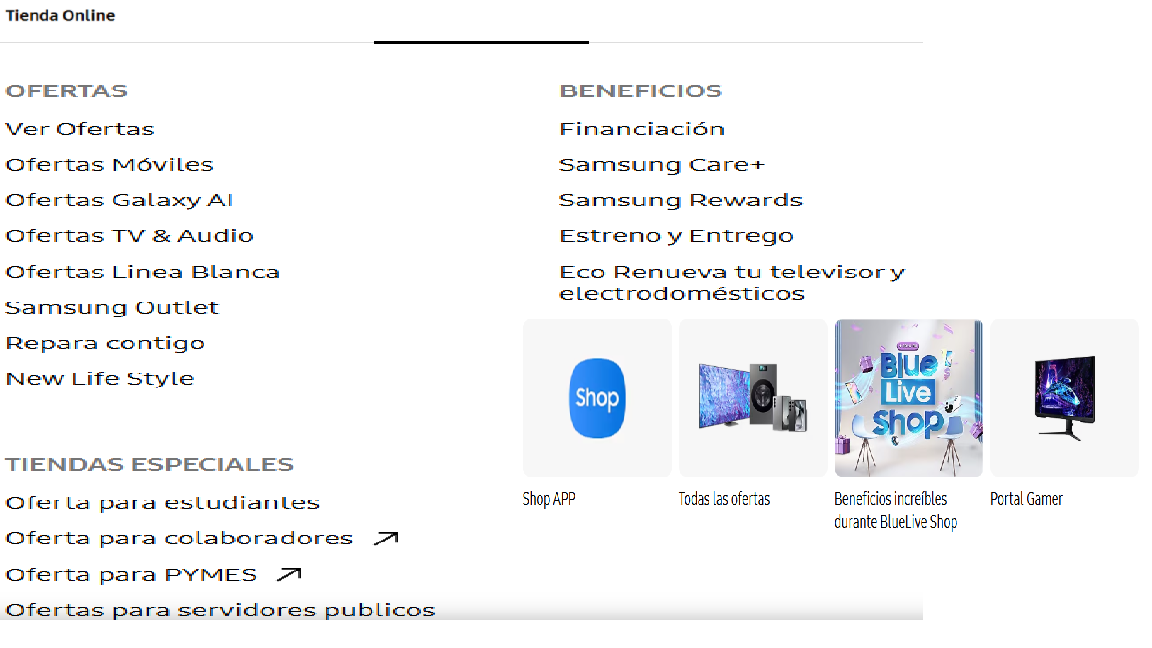 Tienda Online
OFERTAS
Ver Ofertas
Ofertas Móviles
Ofertas Galaxy AI
Ofertas TV & Audio
Ofertas Linea Blanca
Samsung Outlet
Repara contigo
New Life Style
TIENDAS ESPECIALES
Oferta para estudiantes
Oferta para colaboradores
Oferta para PYMES
Ofertas para servidores publicos
BENEFICIOS
Financiación
Samsung Care+
Samsung Rewards
Estreno y Entrego
Eco Renueva tu televisor y
electrodomésticos
Shop
Shop APP
Todas las ofertas
Blue
Live
Shop
Beneficios increíbles
durante BlueLive Shop
Portal Gamer